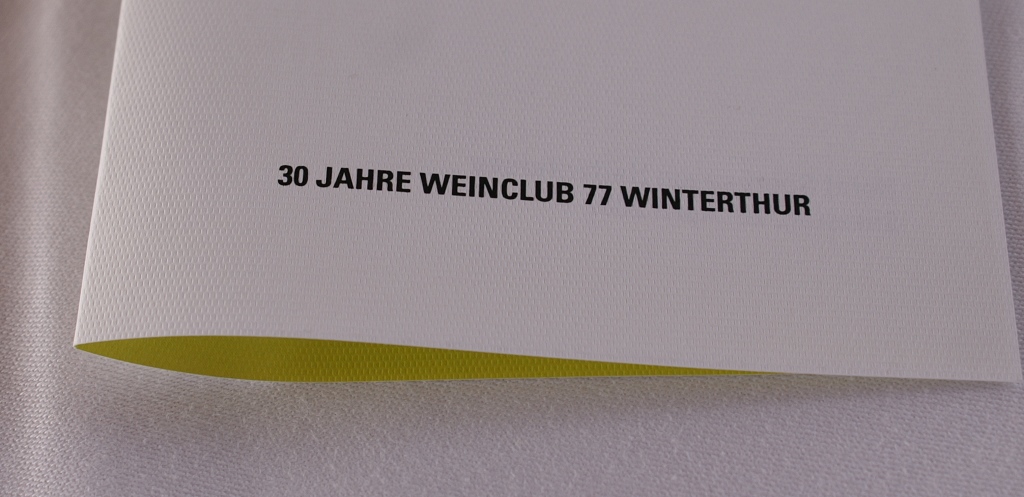 30 JAHRE WEINCLUB 77 WINTERTHUR